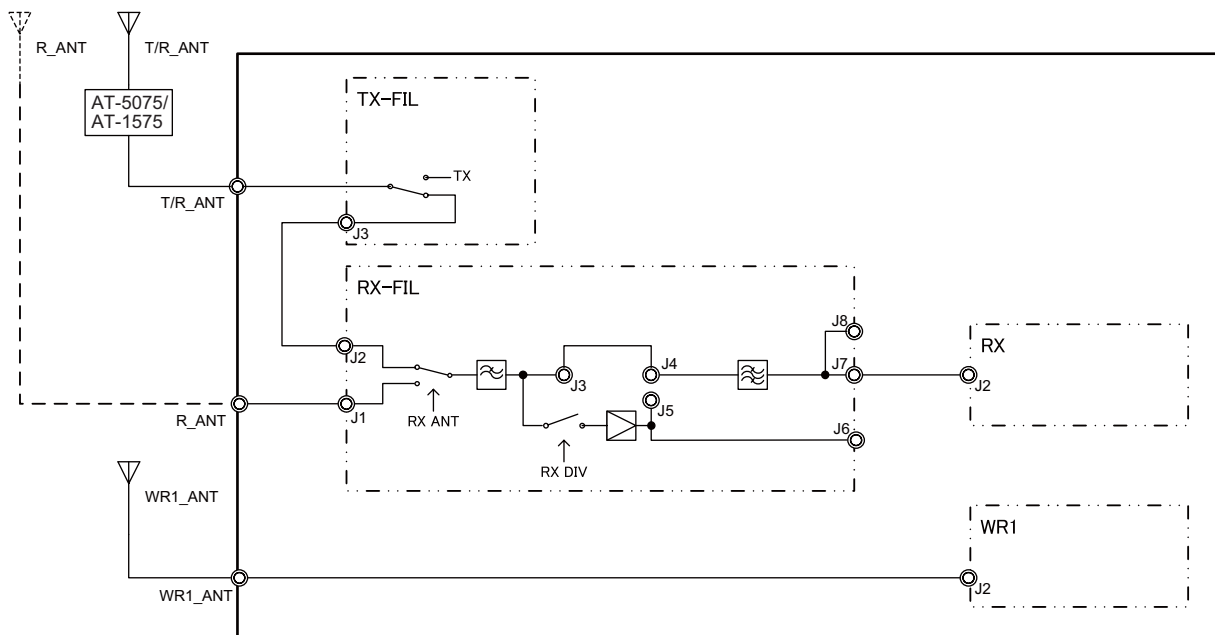 R_ANT
T/R_ANT
AT-5075/
AT-1575
TX-FIL
TX
T/R_ANT
J3
RX-FIL
J8
RX
J2
J3
J4
J7
J2
J1
RX ANT
J5
R_ANT
J6
RX DIV
WR1_ANT
WR1
WR1_ANT
J2